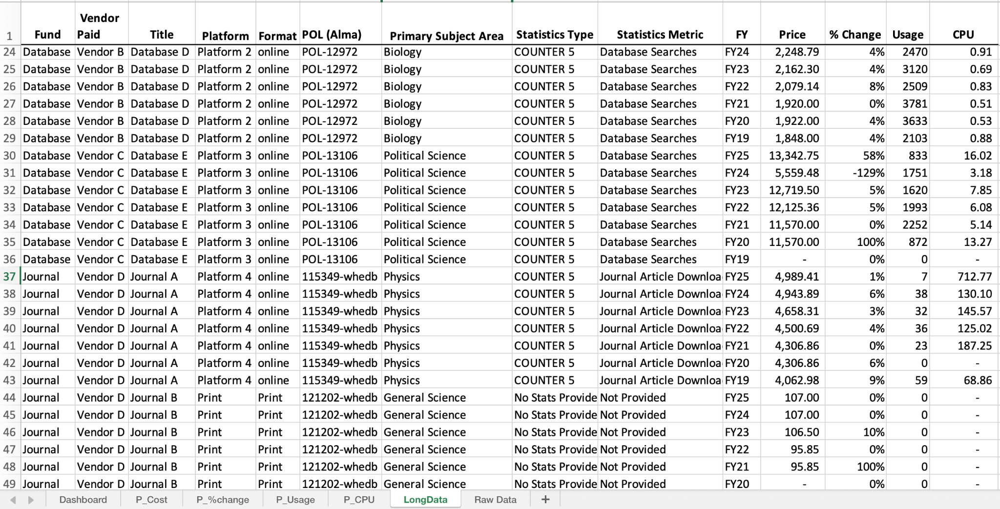 1 Fund Vendor Paid Title Platform Format POL (Alma) Primary Subject Area Statistics Type Statistics Metric FY Price % Change Usage CPU
24 Database Vendor B Database D Platform 2 online POL-12972 Biology COUNTER 5 Database Searches FY24 2,248.79 4% 2470 0.91
25 Database Vendor B Database D Platform 2 online POL-12972 Biology COUNTER 5 Database Searches FY23 2,162.30 4% 3120 0.69
26 Database Vendor B Database D Platform 2 online POL-12972 Biology COUNTER 5 Database Searches FY22 2,079.14 8% 2509 0.83
27 Database Vendor B Database D Platform 2 online POL-12972 Biology COUNTER 5 Database Searches FY21 1,920.00 0% 3781 0.51
28 Database Vendor B Database D Platform 2 online POL-12972 Biology COUNTER 5 Database Searches FY20 1,922.00 4% 3633 0.53
29 Database Vendor B Database D Platform 2 online POL-12972 Biology COUNTER 5 Database Searches FY19 1,848.00 4% 2103 0.88
30 Database Vendor C Database E Platform 3 online POL-13106 Political Science COUNTER 5 Database Searches FY25 13,342.75 58% 833 16.02
31 Database Vendor C Database E Platform 3 online POL-13106 Political Science COUNTER 5 Database Searches FY24 5,559.48 -129% 1751 3.18
32 Database Vendor C Database E Platform 3 online POL-13106 Political Science COUNTER 5 Database Searches FY23 12,719.50 5% 1620 7.85
33 Database Vendor C Database E Platform 3 online POL-13106 Political Science COUNTER 5 Database Searches FY22 12,125.36 5% 1993 6.08
34 Database Vendor C Database E Platform 3 online POL-13106 Political Science COUNTER 5 Database Searches FY21 11,570.00 0% 2252 5.14
35 Database Vendor C Database E Platform 3 online POL-13106 Political Science COUNTER 5 Database Searches FY20 11,570.00 100% 872 13.27
36 Database Vendor C Database E Platform 3 online POL-13106 Political Science COUNTER 5 Database Searches FY19 - 0% 0 -
37 Journal Vendor D Journal A Platform 4 online 115349-whedb Physics COUNTER 5 Journal Article Downloa FY25 4,989.41 1% 7 712.77
38 Journal Vendor D Journal A Platform 4 online 115349-whedb Physics COUNTER 5 Journal Article Downloa FY24 4,943.89 6% 38 130.10
39 Journal Vendor D Journal A Platform 4 online 115349-whedb Physics COUNTER 5 Journal Article Downloa FY23 4,658.31 3% 32 145.57
40 Journal Vendor D Journal A Platform 4 online 115349-whedb Physics COUNTER 5 Journal Article Downloa FY22 4,500.69 4% 36 125.02
41 Journal Vendor D Journal A Platform 4 online 115349-whedb Physics COUNTER 5 Journal Article Downloa FY21 4,306.86 0% 23 187.25
42 Journal Vendor D Journal A Platform 4 online 115349-whedb Physics COUNTER 5 Journal Article Downloa FY20 4,306.86 6% 0 -
43 Journal Vendor D Journal A Platform 4 online 115349-whedb Physics COUNTER 5 Journal Article Downloa FY19 4,062.98 9% 59 68.86
44 Journal Vendor D Journal B Print Print 121202-whedb General Science No Stats Provide Not Provided FY25 107.00 0% 0 -
45 Journal Vendor D Journal B Print Print 121202-whedb General Science No Stats Provide Not Provided FY24 107.00 0% 0 -
46 Journal Vendor D Journal B Print Print 121202-whedb General Science No Stats Provide Not Provided FY23 106.50 10% 0 -
47 Journal Vendor D Journal B Print Print 121202-whedb General Science No Stats Provide Not Provided FY22 95.85 0% 0 -
48 Journal Vendor D Journal B Print Print 121202-whedb General Science No Stats Provide Not Provided FY21 95.85 100% 0 -
49 Journal Vendor D Journal B Print Print 121202-whedb General Science No Stats Provide Not Provided FY20 - 0% 0 -
Dashboard P_Cost P_%change P_Usage P_CPU LongData Raw Data +